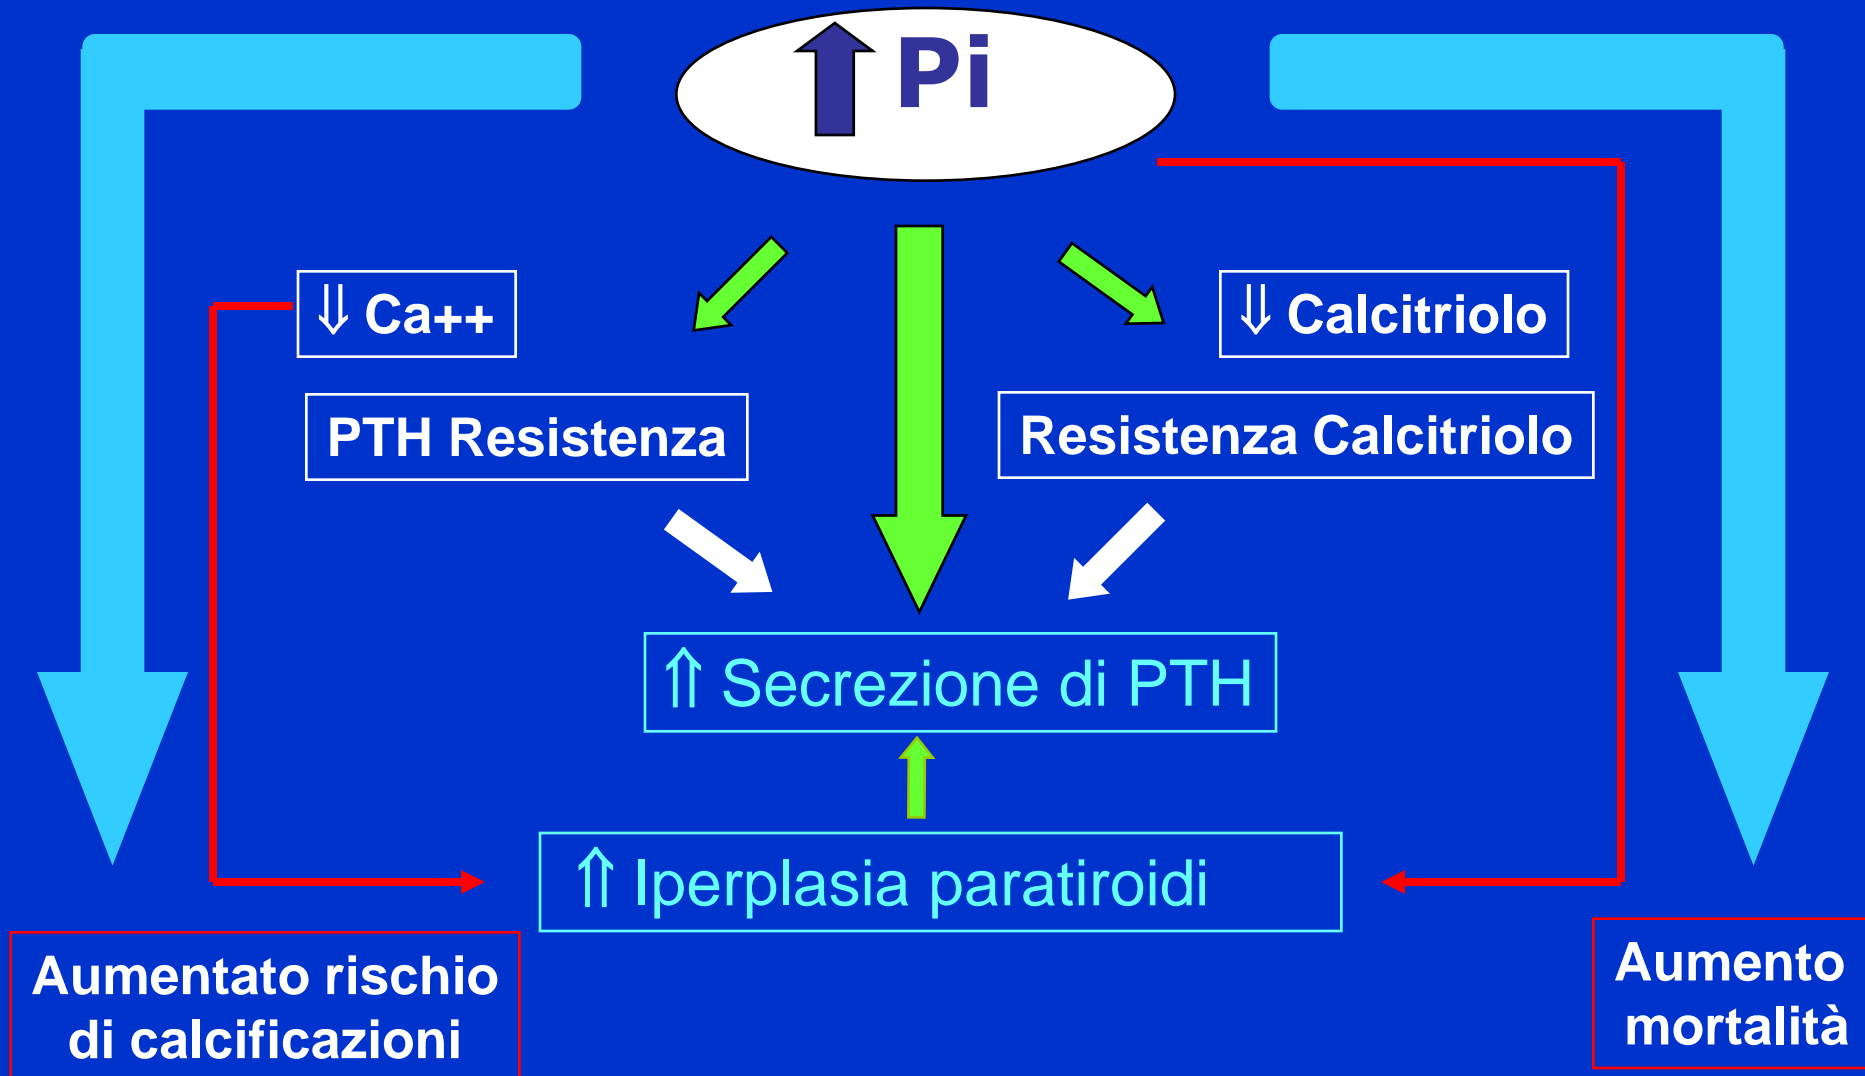 Pi
⇓ Ca++
⇓ Calcitriolo
PTH Resistenza
Resistenza Calcitriolo
⇑ Secrezione di PTH
⇑ Iperplasia paratiroidi
Aumentato rischio
di calcificazioni
Aumento
mortalità